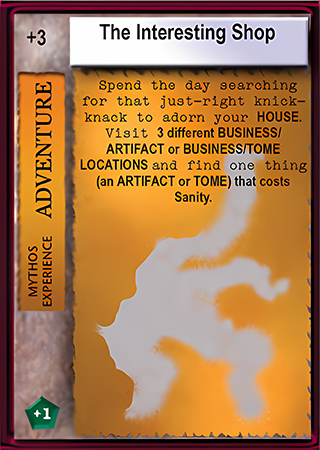 +3
The Interesting Shop
Spend the day searching
for that just-right knick-
knack to adorn your HOUSE.
Visit 3 different BUSINESS/
ARTIFACT or BUSINESS/TOME
LOCATIONS and find one thing
(an ARTIFACT or TOME) that costs
Sanity.
MYTHOS
EXPERIENCE
ADVENTURE
+1